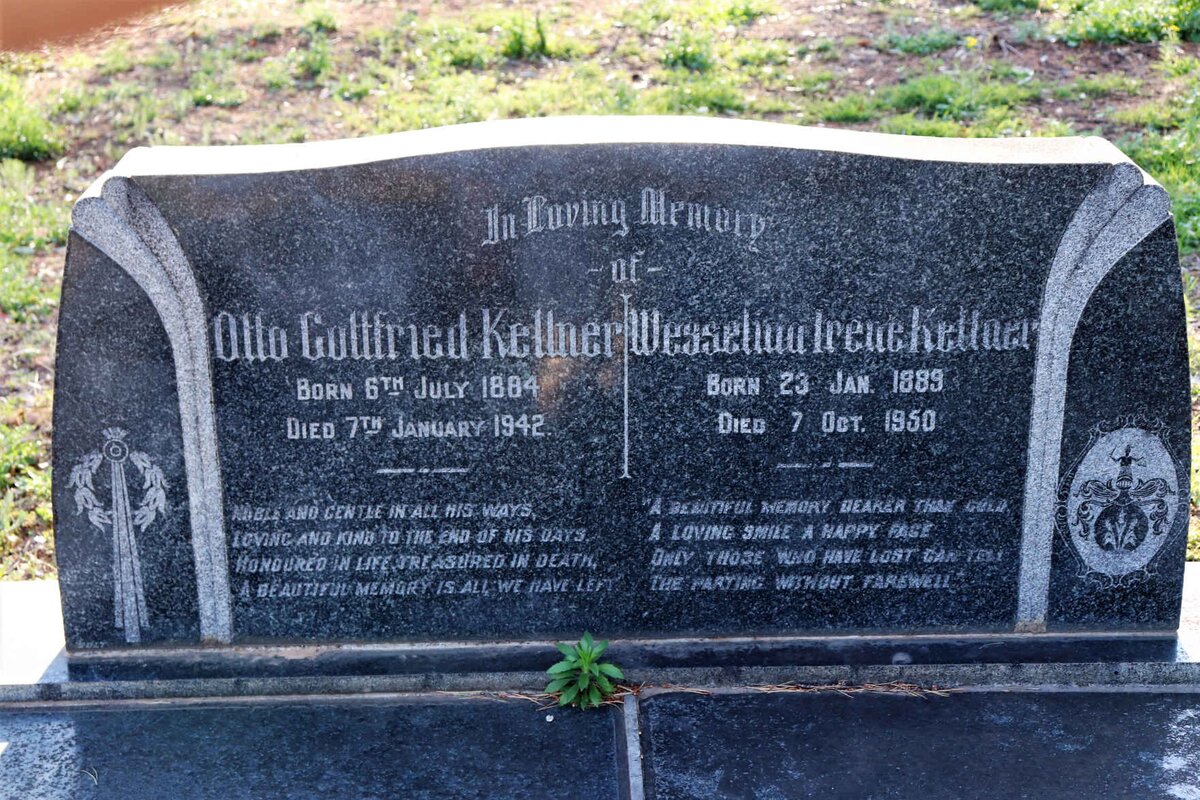 In Loving Memory
- of -
Otto Gottfried Kellner
BORN 6TH JULY 1884
DIED 7TH JANUARY 1942.
NOBLE AND GENTLE IN ALL HIS WAYS,
LOVING AND KIND TO THE END OF HIS DAYS.
HONOURED IN LIFE, TREASURED IN DEATH,
A BEAUTIFUL MEMORY IS ALL WE HAVE LEFT
Wesselina Irene Kellner
BORN 23 JAN. 1889
DIED 7 OCT. 1950
"A BEAUTIFUL MEMORY DEARER THAN GOLD,
A LOVING SMILE A HAPPY FACE
ONLY THOSE WHO HAVE LOST CAN TELL
THE PARTING WITHOUT FAREWELL"